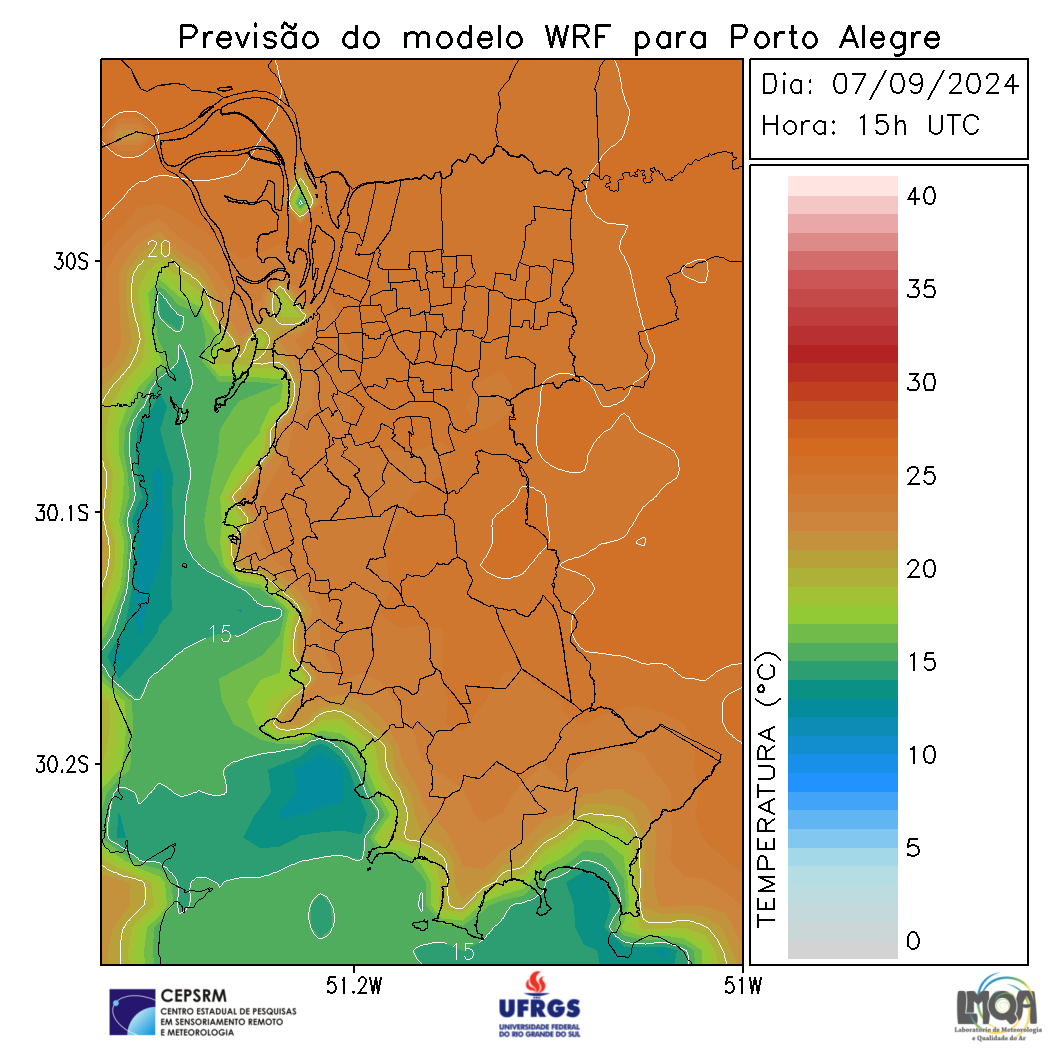 Previsão do modelo WRF para Porto Alegre
Dia: 07/09/2024
Hora: 15h UTC
40
35
30
25
20
15
10
5
0
TEMPERATURA (°C)
30S
30.1S
30.2S
51.2W
51W
20
15
15
CEPSRM
CENTRO ESTADUAL DE PESQUISAS
EM SENSORIAMENTO REMOTO
E METEOROLOGIA
UFRGS
UNIVERSIDADE FEDERAL
DO RIO GRANDE DO SUL
LMQA
Laboratório de Meteorologia
e Qualidade do Ar